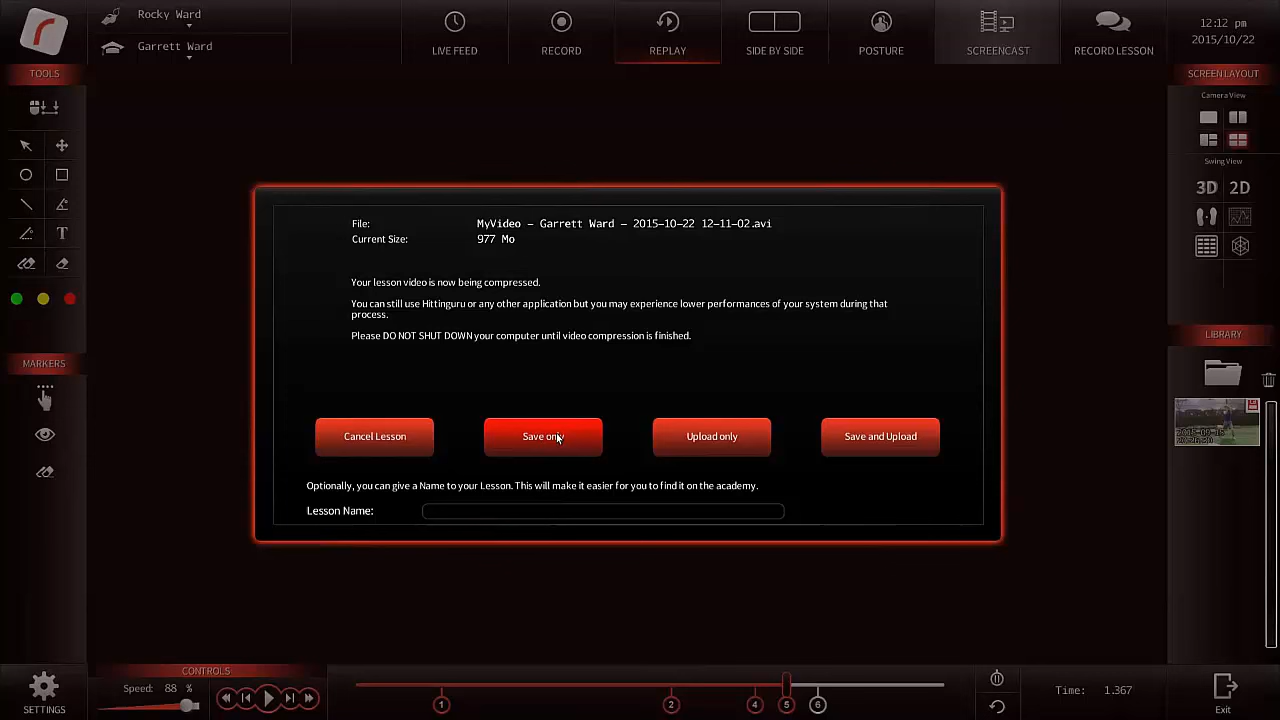 Rocky Ward
Garrett Ward
LIVE FEED
RECORD
REPLAY
SIDE BY SIDE
POSTURE
SCREENCAST
RECORD LESSON
12:12 pm
2015/10/22
TOOLS
T
MARKERS
SCREEN LAYOUT
Camera View
Swing View
3D 2D
LIBRARY
File: MyVideo - Garrett Ward - 2015-10-22 12-11-02.avi
Current Size: 977 Mo
Your lesson video is now being compressed.
You can still use Hittinguru or any other application but you may experience lower performances of your system during that
process.
Please DO NOT SHUT DOWN your computer until video compression is finished.
Cancel Lesson
Save only
Upload only
Save and Upload
Optionally, you can give a Name to your Lesson. This will make it easier for you to find it on the academy.
Lesson Name:
SETTINGS
CONTROLS
Speed: 88 %
1
2
4
5
6
Time: 1.367
Exit